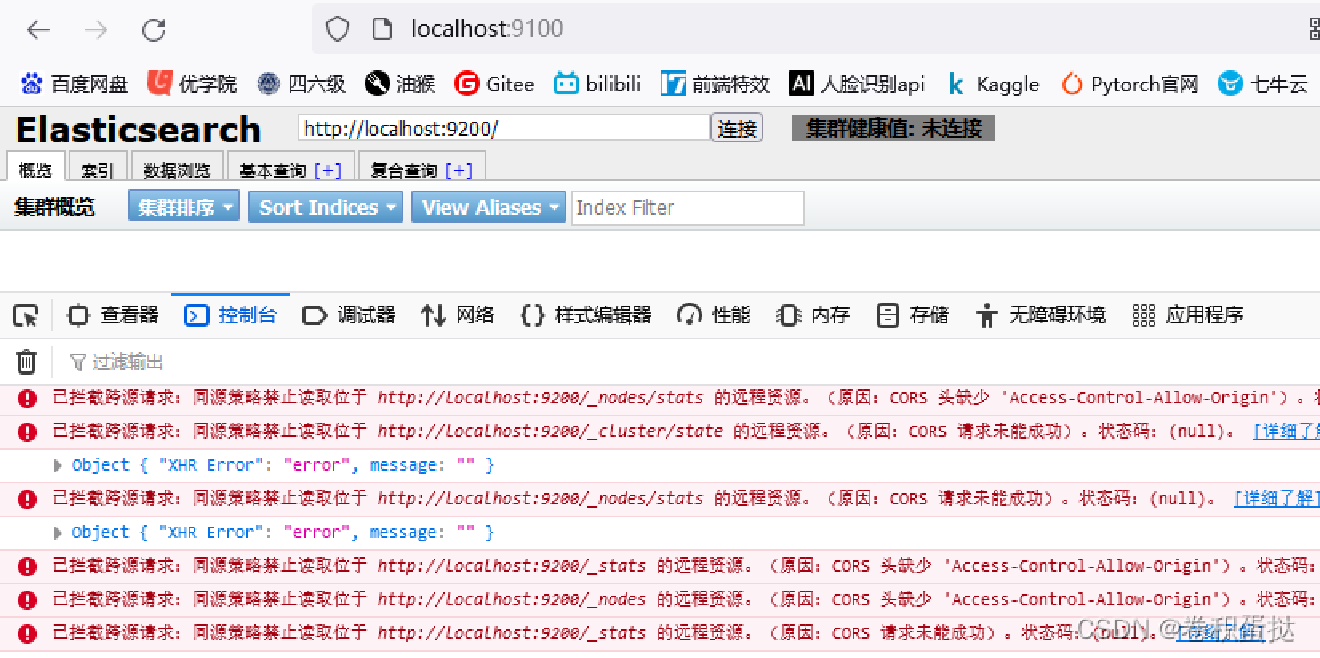 localhost:9100
百度网盘 优学院 四六级 油猴 Gitee bilibili 前端特效 AI 人脸识别api Kaggle Pytorch官网 七牛云
Elasticsearch http://localhost:9200/ 连接 集群健康值: 未连接
概览 索引 数据浏览 基本查询 [+] 复合查询 [+]
集群概览 集群排序 Sort Indices View Aliases Index Filter
查看器 控制台 调试器 网络 样式编辑器 性能 内存 存储 无障碍环境 应用程序
过滤输出
已拦截跨源请求：同源策略禁止读取位于 http://localhost:9200/_nodes/stats 的远程资源。（原因：CORS 头缺少 'Access-Control-Allow-Origin'）。
已拦截跨源请求：同源策略禁止读取位于 http://localhost:9200/_cluster/state 的远程资源。（原因：CORS 请求未能成功）。状态码：(null)。 [详细了解
Object { "XHR Error": "error", message: "" }
已拦截跨源请求：同源策略禁止读取位于 http://localhost:9200/_nodes/stats 的远程资源。（原因：CORS 请求未能成功）。状态码：(null)。 [详细了解]
Object { "XHR Error": "error", message: "" }
已拦截跨源请求：同源策略禁止读取位于 http://localhost:9200/_stats 的远程资源。（原因：CORS 头缺少 'Access-Control-Allow-Origin'）。状态码：
已拦截跨源请求：同源策略禁止读取位于 http://localhost:9200/_nodes 的远程资源。（原因：CORS 头缺少 'Access-Control-Allow-Origin'）。状态码：
已拦截跨源请求：同源策略禁止读取位于 http://localhost:9200/_stats 的远程资源。（原因：CORS 请求未能成功）。状态码：(null)。 [详细了解]
CSDN @卷积蛋挞